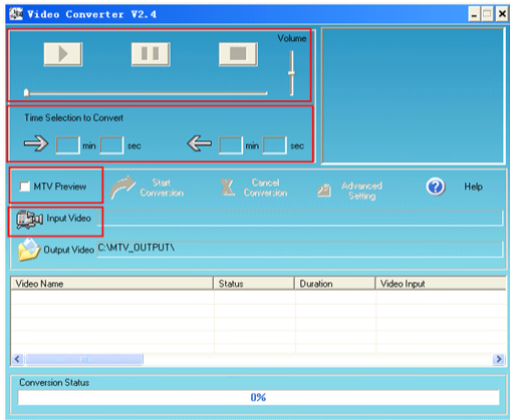 Video Converter V2.4
Volume
Time Selection to Convert
min sec min sec
MTV Preview Start Conversion Cancel Conversion Advanced Setting Help
Input Video
Output Video C:\MTV_OUTPUT\
Video Name Status Duration Video Input
Conversion Status
0%